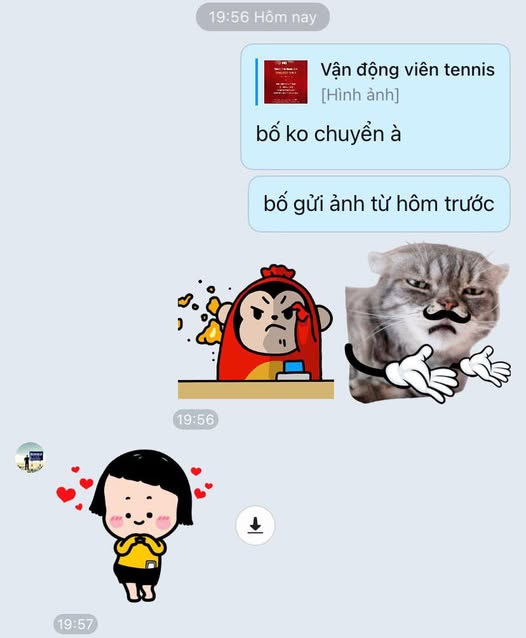 19:56 Hôm nay
Vận động viên tennis
[Hình ảnh]
bố ko chuyển à
bố gửi ảnh từ hôm trước
19:56
19:57